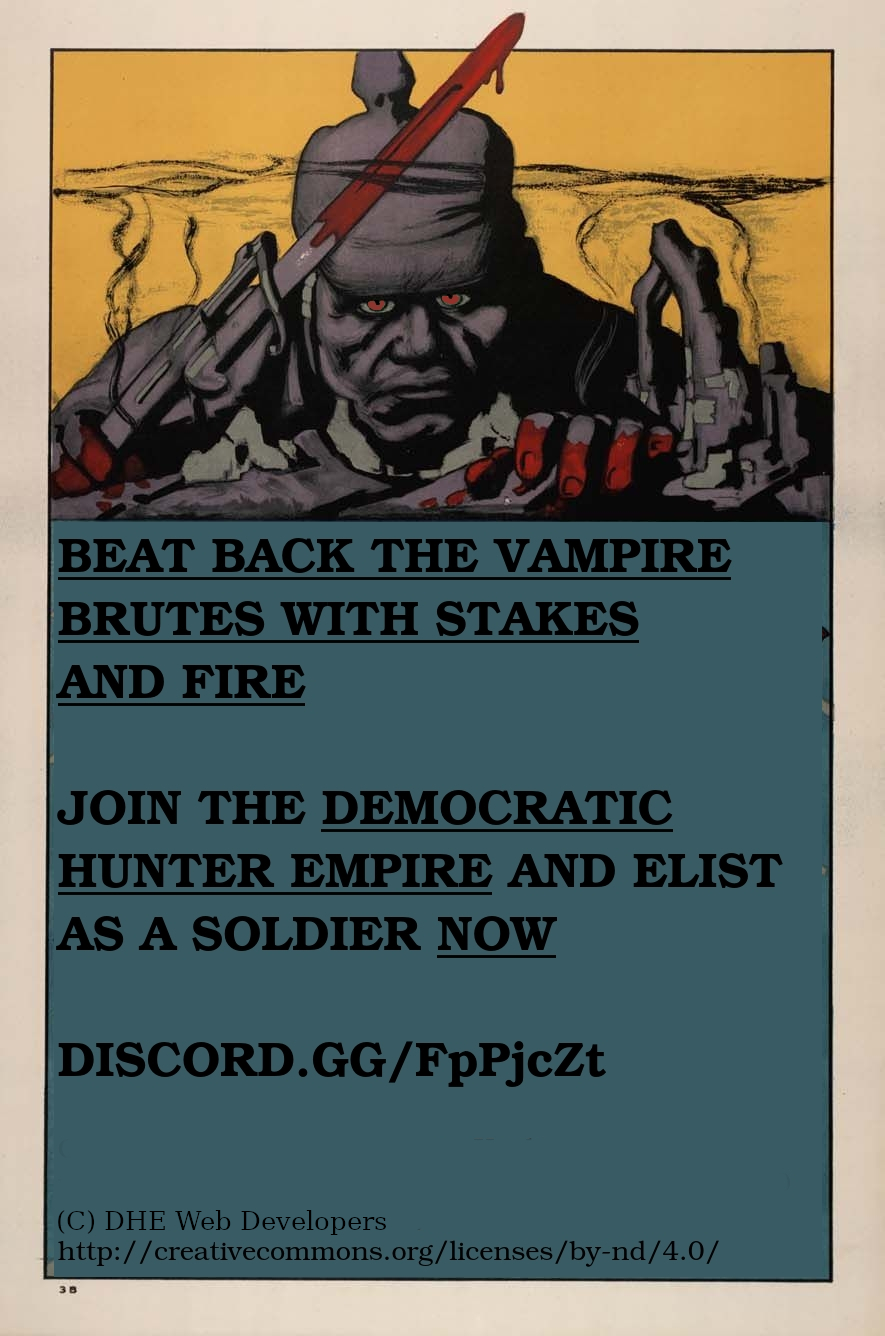 BEAT BACK THE VAMPIRE
BRUTES WITH STAKES
AND FIRE
JOIN THE DEMOCRATIC
HUNTER EMPIRE AND ELIST
AS A SOLDIER NOW
DISCORD.GG/FpPjcZt
(C) DHE Web Developers
http://creativecommons.org/licenses/by-nd/4.0/
3B